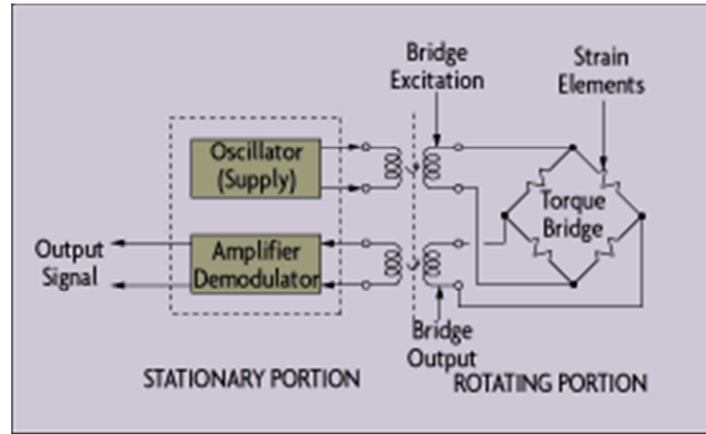 Bridge
Excitation
Strain
Elements
Oscillator
(Supply)
Torque
Bridge
Output
Signal
Amplifier
Demodulator
Bridge
Output
STATIONARY PORTION
ROTATING PORTION